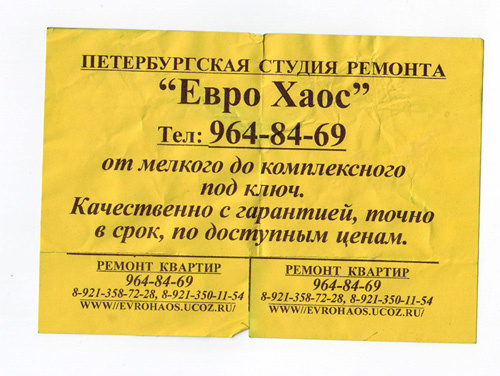 ПЕТЕРБУРГСКАЯ СТУДИЯ РЕМОНТА
“Евро Хаос”
Тел: 964-84-69
от мелкого до комплексного
под ключ.
Качественно с гарантией, точно
в срок, по доступным ценам.
РЕМОНТ КВАРТИР
964-84-69
8-921-358-72-28, 8-921-350-11-54
WWW//EVROHAOS.UCOZ.RU/
РЕМОНТ КВАРТИР
964-84-69
8-921-358-72-28, 8-921-350-11-54
WWW//EVROHAOS.UCOZ.RU/